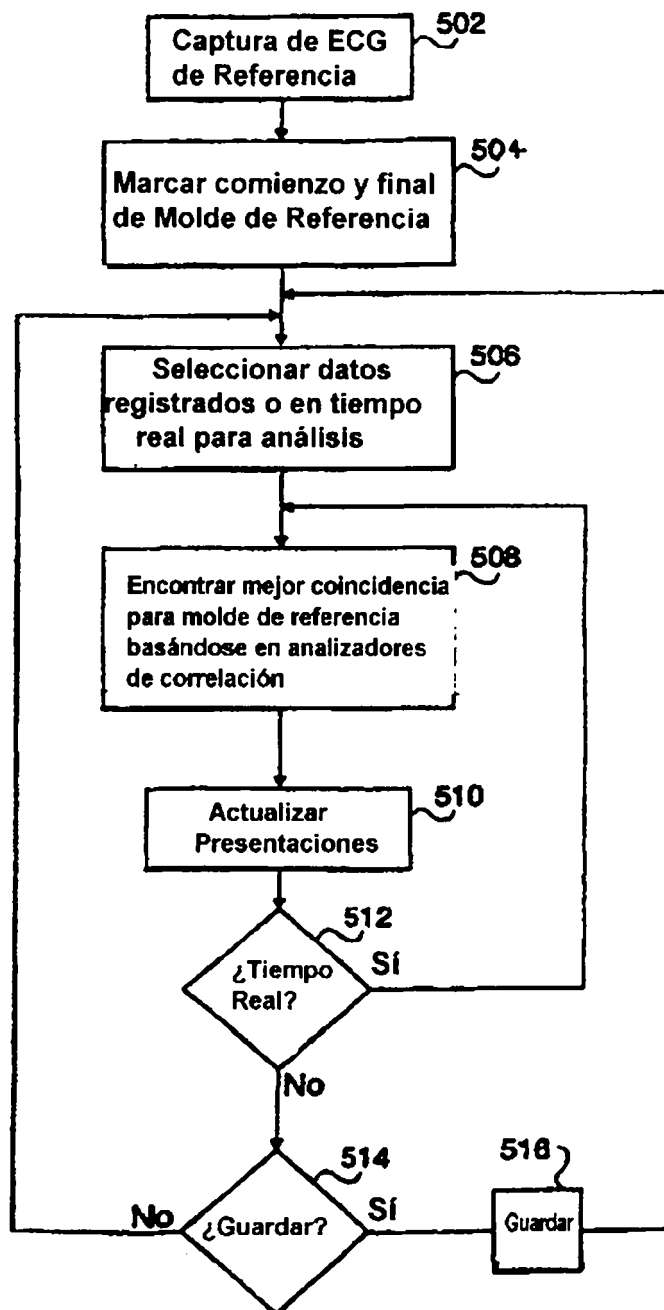 502
Captura de ECG
de Referencia
504
Marcar comienzo y final
de Molde de Referencia
506
Seleccionar datos
registrados o en tiempo
real para análisis
508
Encontrar mejor coincidencia
para molde de referencia
basándose en analizadores
de correlación
510
Actualizar
Presentaciones
512
¿Tiempo
Real?
Sí
No
514
¿Guardar?
No
Sí
516
Guardar